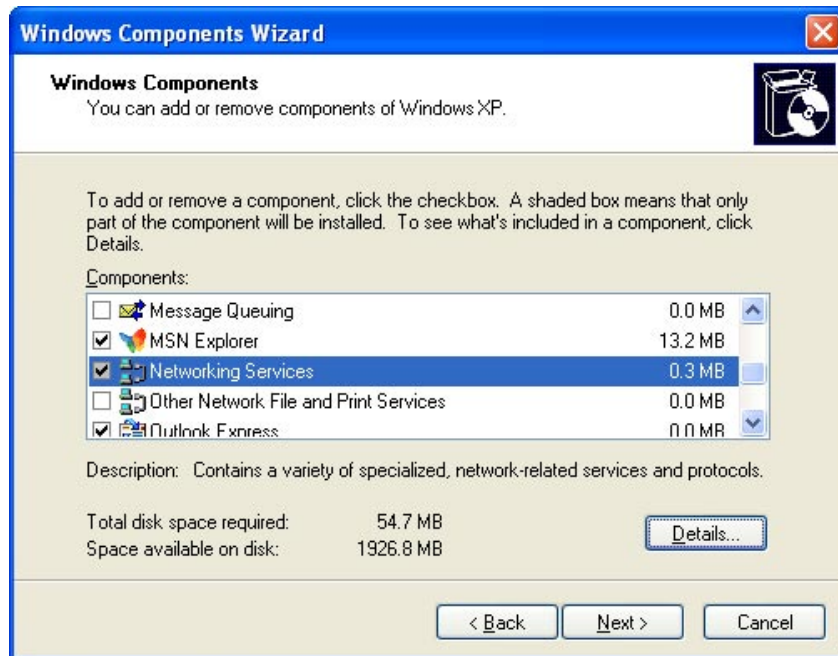 Windows Components Wizard
Windows Components
You can add or remove components of Windows XP.
To add or remove a component, click the checkbox. A shaded box means that only
part of the component will be installed. To see what's included in a component, click
Details.
Components:
Message Queuing 0.0 MB
MSN Explorer 13.2 MB
Networking Services 0.3 MB
Other Network File and Print Services 0.0 MB
Outlook Express 0.0 MB
Description: Contains a variety of specialized, network-related services and protocols.
Total disk space required: 54.7 MB
Space available on disk: 1926.8 MB
Details...
< Back Next > Cancel